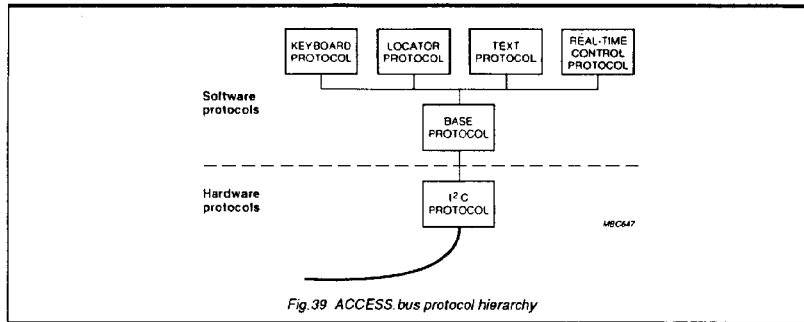 KEYBOARD
PROTOCOL
LOCATOR
PROTOCOL
TEXT
PROTOCOL
REAL-TIME
CONTROL
PROTOCOL
Software
protocols
BASE
PROTOCOL
Hardware
protocols
I²C
PROTOCOL
MBC647
Fig.39 ACCESS.bus protocol hierarchy